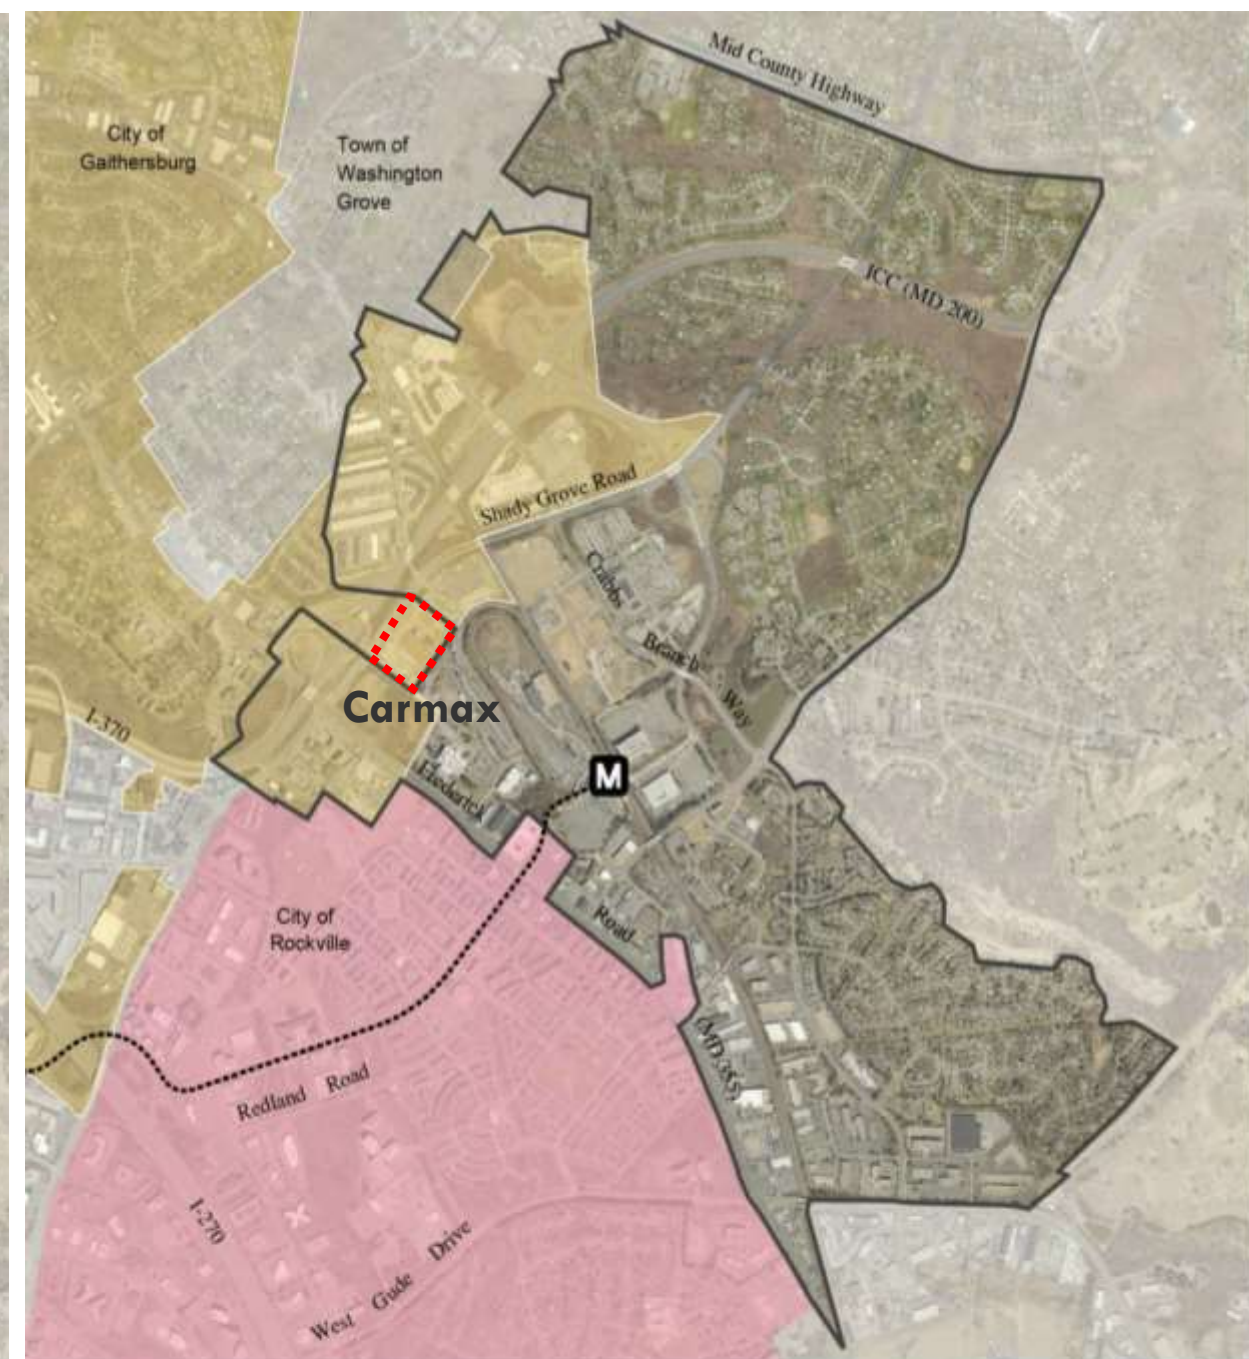 Mid County Highway
City of
Gaithersburg
Town of
Washington
Grove
ICC (MD 200)
Shady Grove Road
Crabbs
Branch
Way
Carmax
I-370
M
Frederick
City of
Rockville
Road
(MD 355)
Redland Road
I-270
West Gude Drive